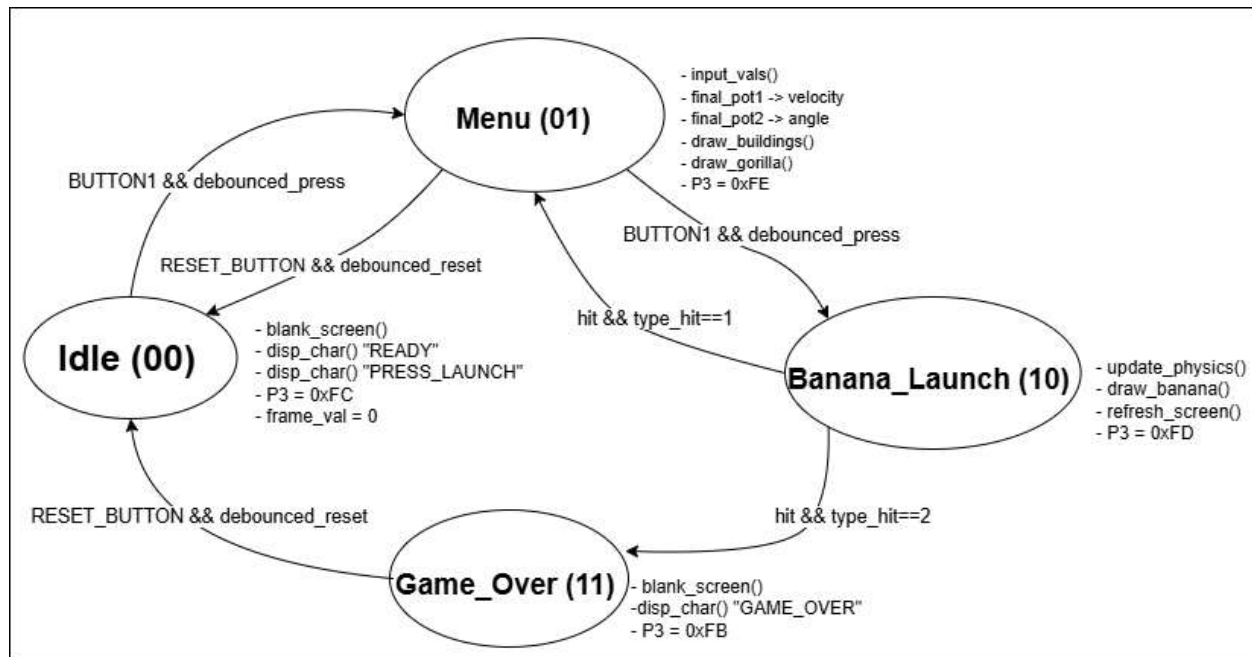 Menu (01)
- input_vals()
- final_pot1 -> velocity
- final_pot2 -> angle
- draw_buildings()
- draw_gorilla()
- P3 = 0xFE
BUTTON1 && debounced_press
BUTTON1 && debounced_press
RESET_BUTTON && debounced_reset
hit && type_hit==1
Idle (00)
- blank_screen()
- disp_char() "READY"
- disp_char() "PRESS_LAUNCH"
- P3 = 0xFC
- frame_val = 0
Banana_Launch (10)
- update_physics()
- draw_banana()
- refresh_screen()
- P3 = 0xFD
RESET_BUTTON && debounced_reset
hit && type_hit==2
Game_Over (11)
- blank_screen()
-disp_char() "GAME_OVER"
- P3 = 0xFB